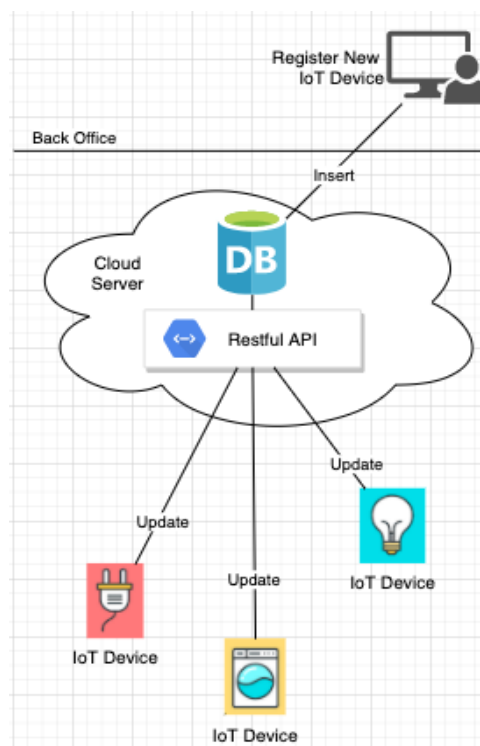 Register New
IoT Device
Back Office
Insert
Cloud
Server
DB
Restful API
Update
Update
Update
IoT Device
IoT Device
IoT Device